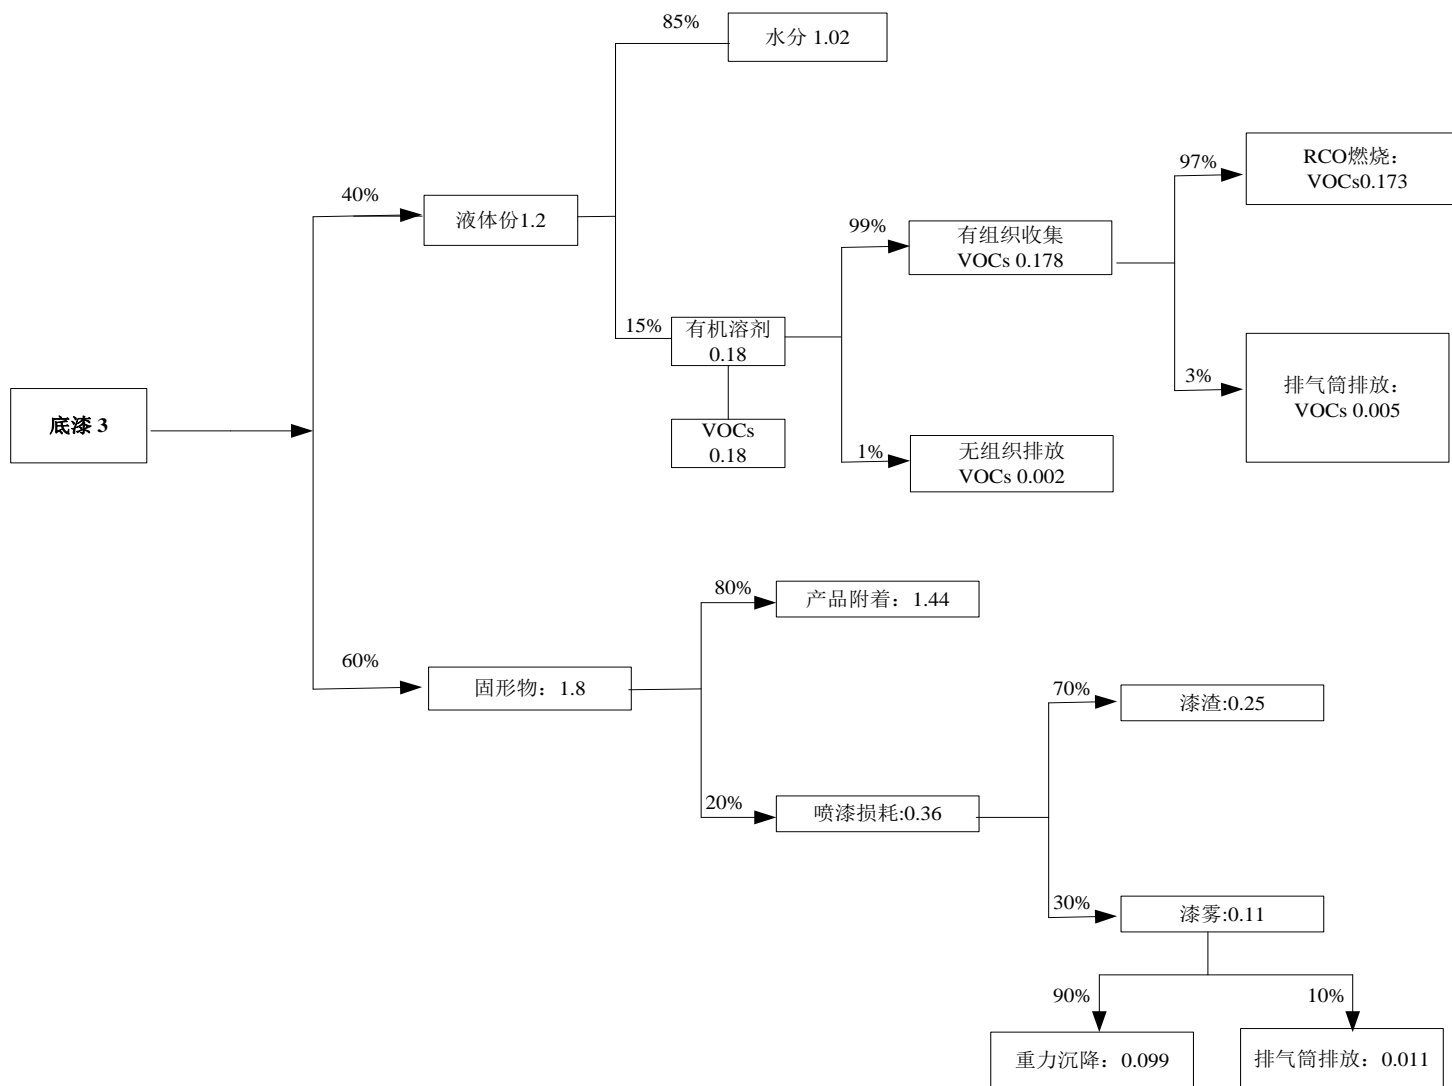 85%
水分 1.02
97%
RCO燃烧：
VOCs0.173
40%
液体份1.2
99%
有组织收集
VOCs 0.178
15%
有机溶剂
0.18
3%
排气筒排放：
VOCs 0.005
底漆 3
VOCs
0.18
1%
无组织排放
VOCs 0.002
80%
产品附着：1.44
60%
固形物：1.8
70%
漆渣:0.25
20%
喷漆损耗:0.36
30%
漆雾:0.11
90%
10%
重力沉降：0.099
排气筒排放：0.011